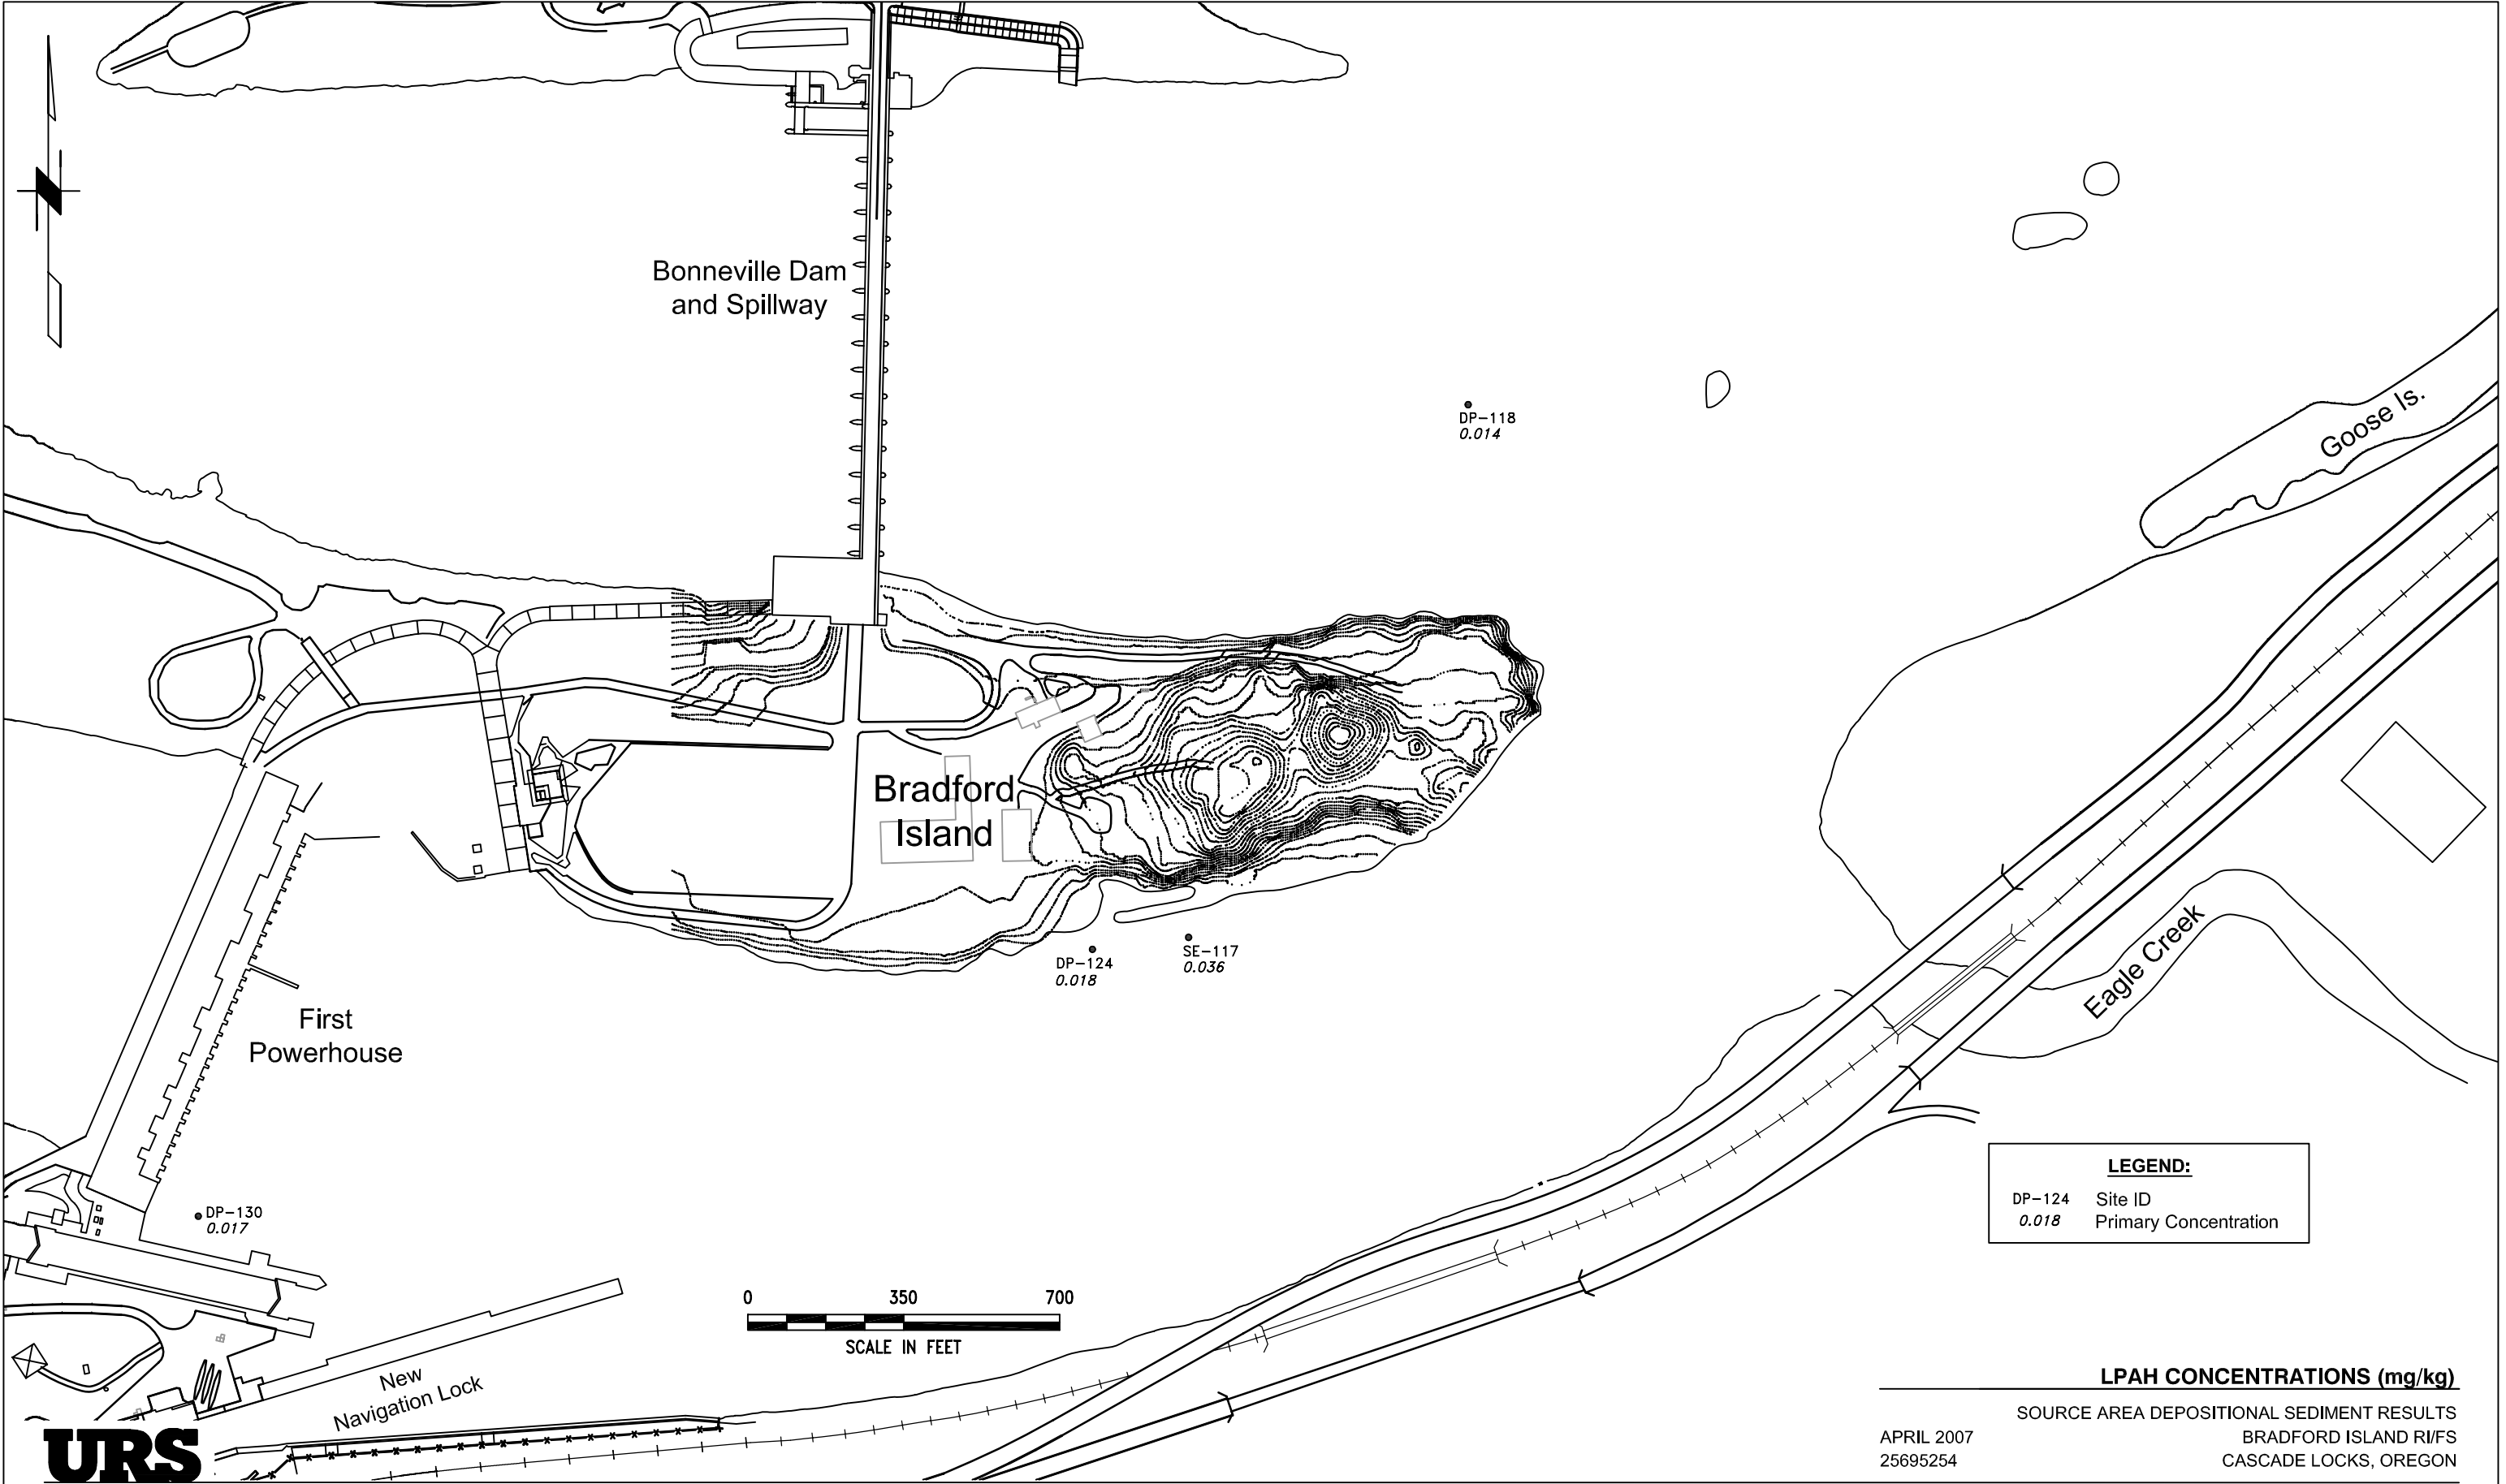 Bonneville Dam
and Spillway
DP-118
0.014
Goose Is.
Bradford
Island
DP-124
0.018
SE-117
0.036
Eagle Creek
First
Powerhouse
DP-130
0.017
LEGEND:
DP-124 Site ID
0.018 Primary Concentration
0 350 700
SCALE IN FEET
New
Navigation Lock
LPAH CONCENTRATIONS (mg/kg)
SOURCE AREA DEPOSITIONAL SEDIMENT RESULTS
APRIL 2007 BRADFORD ISLAND RI/FS
25695254 CASCADE LOCKS, OREGON
URS